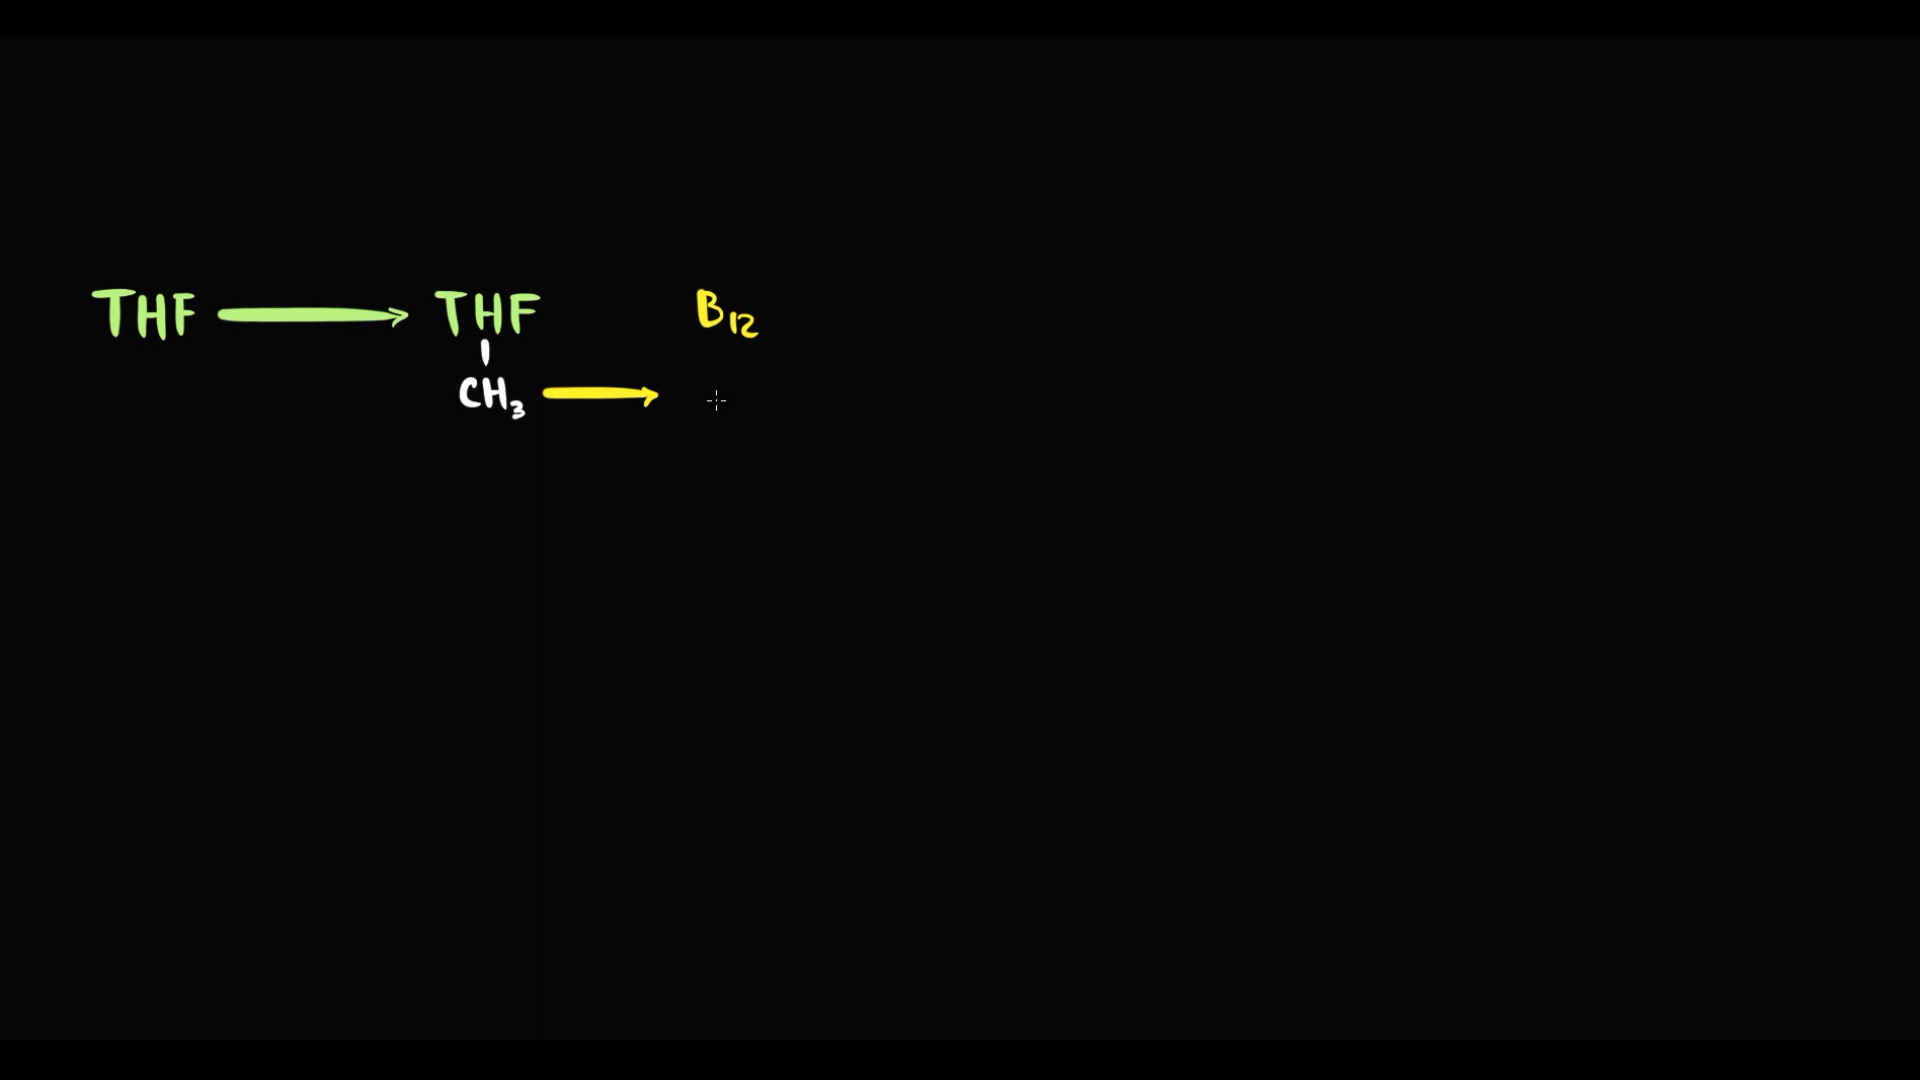 THF → THF B₁₂
CH₃ →